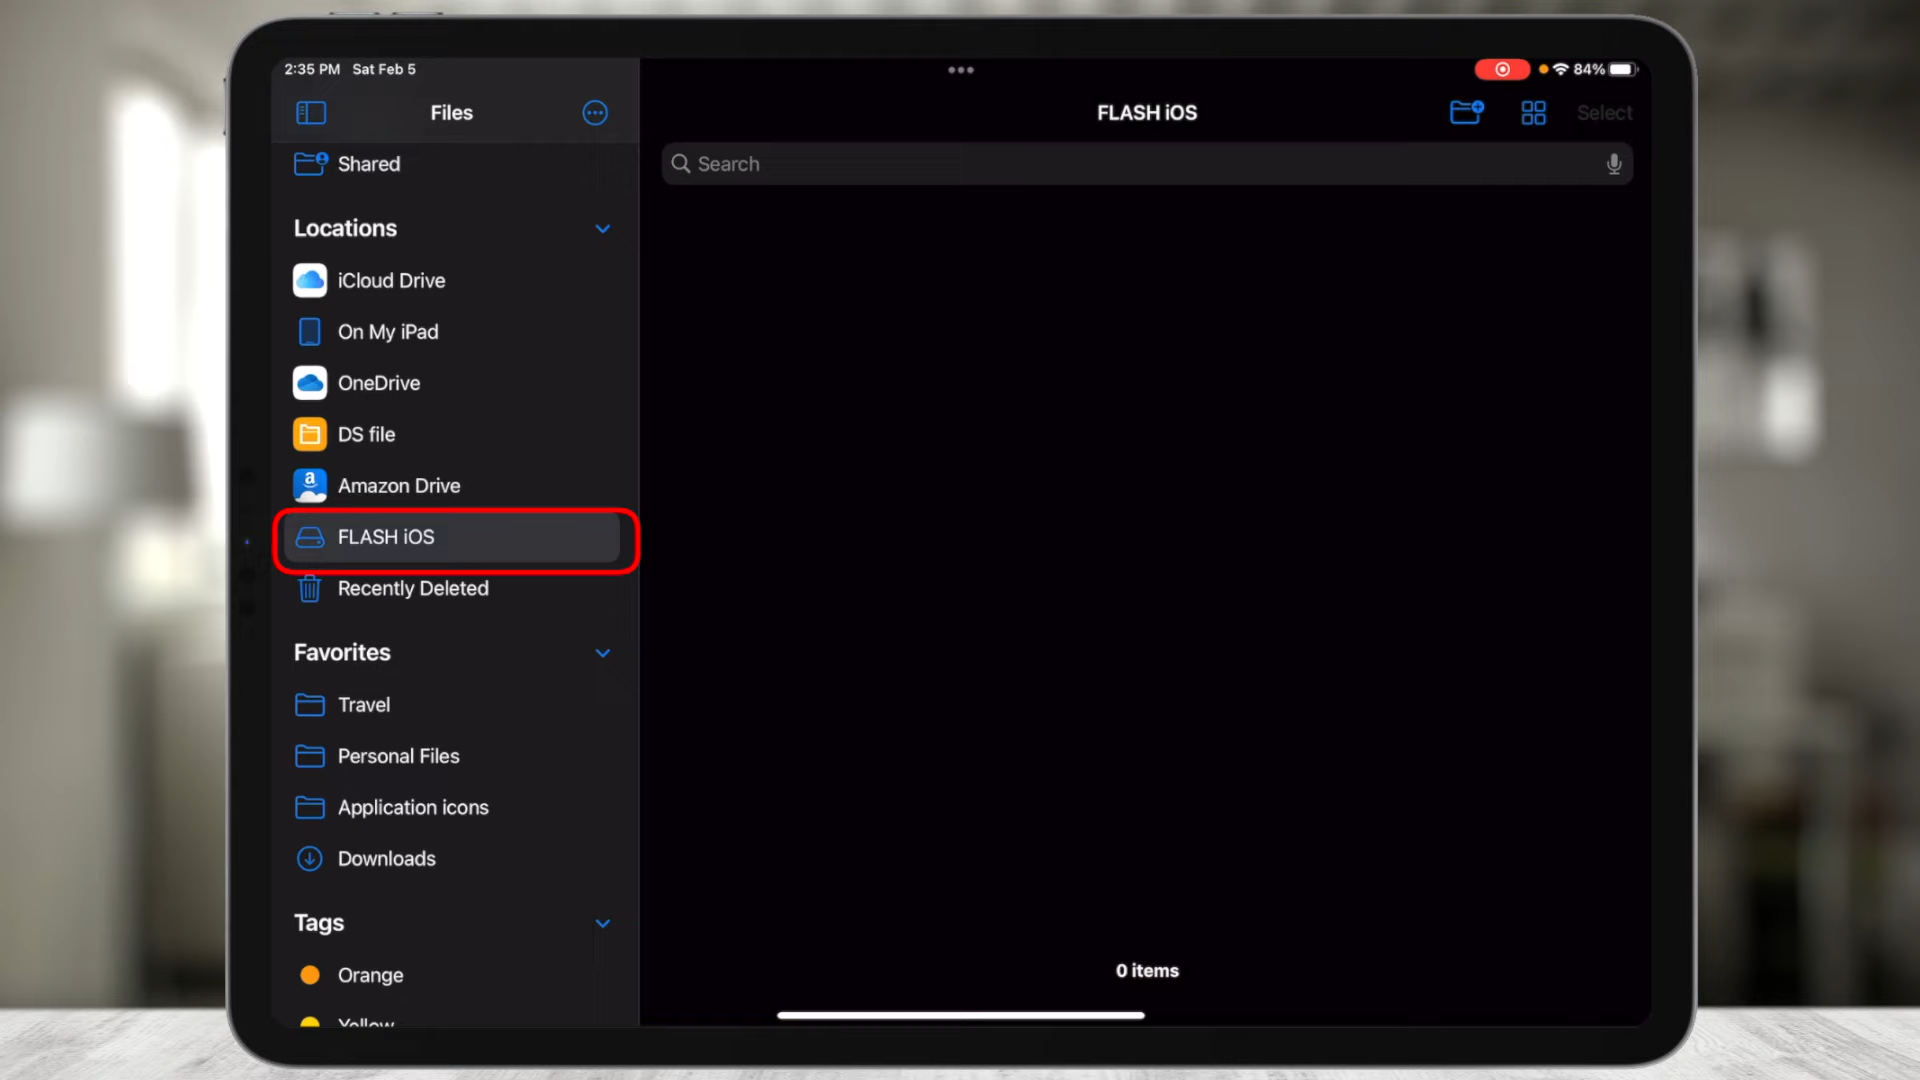 2:35 PM Sat Feb 5
84%
Files
FLASH iOS
Select
Shared
Search
Locations
iCloud Drive
On My iPad
OneDrive
DS file
Amazon Drive
FLASH iOS
Recently Deleted
Favorites
Travel
Personal Files
Application icons
Downloads
Tags
Orange
Yellow
0 items